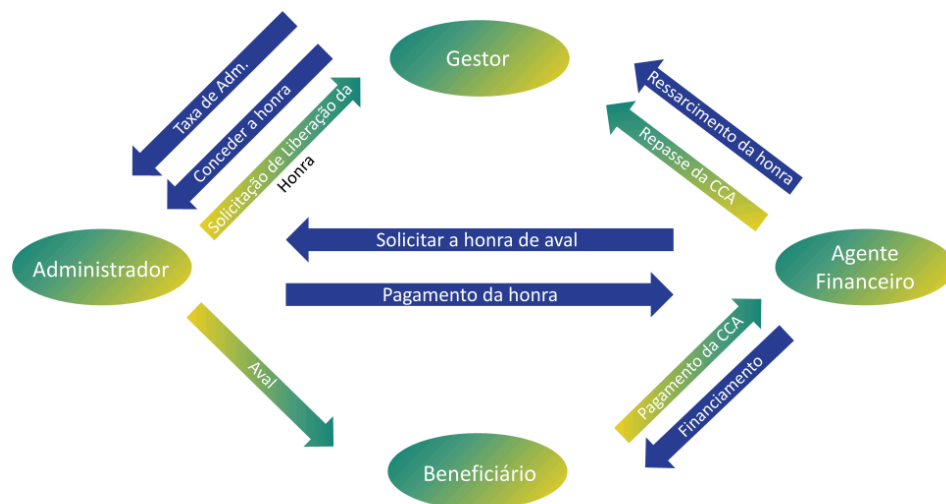 Gestor
Taxa de Adm.
Conceder a honra
Solicitação de Liberação da
Honra
Ressarcimento da honra
Repasse da CCA
Solicitar a honra de aval
Administrador
Agente
Financeiro
Pagamento da honra
Aval
Pagamento da CCA
Financiamento
Beneficiário